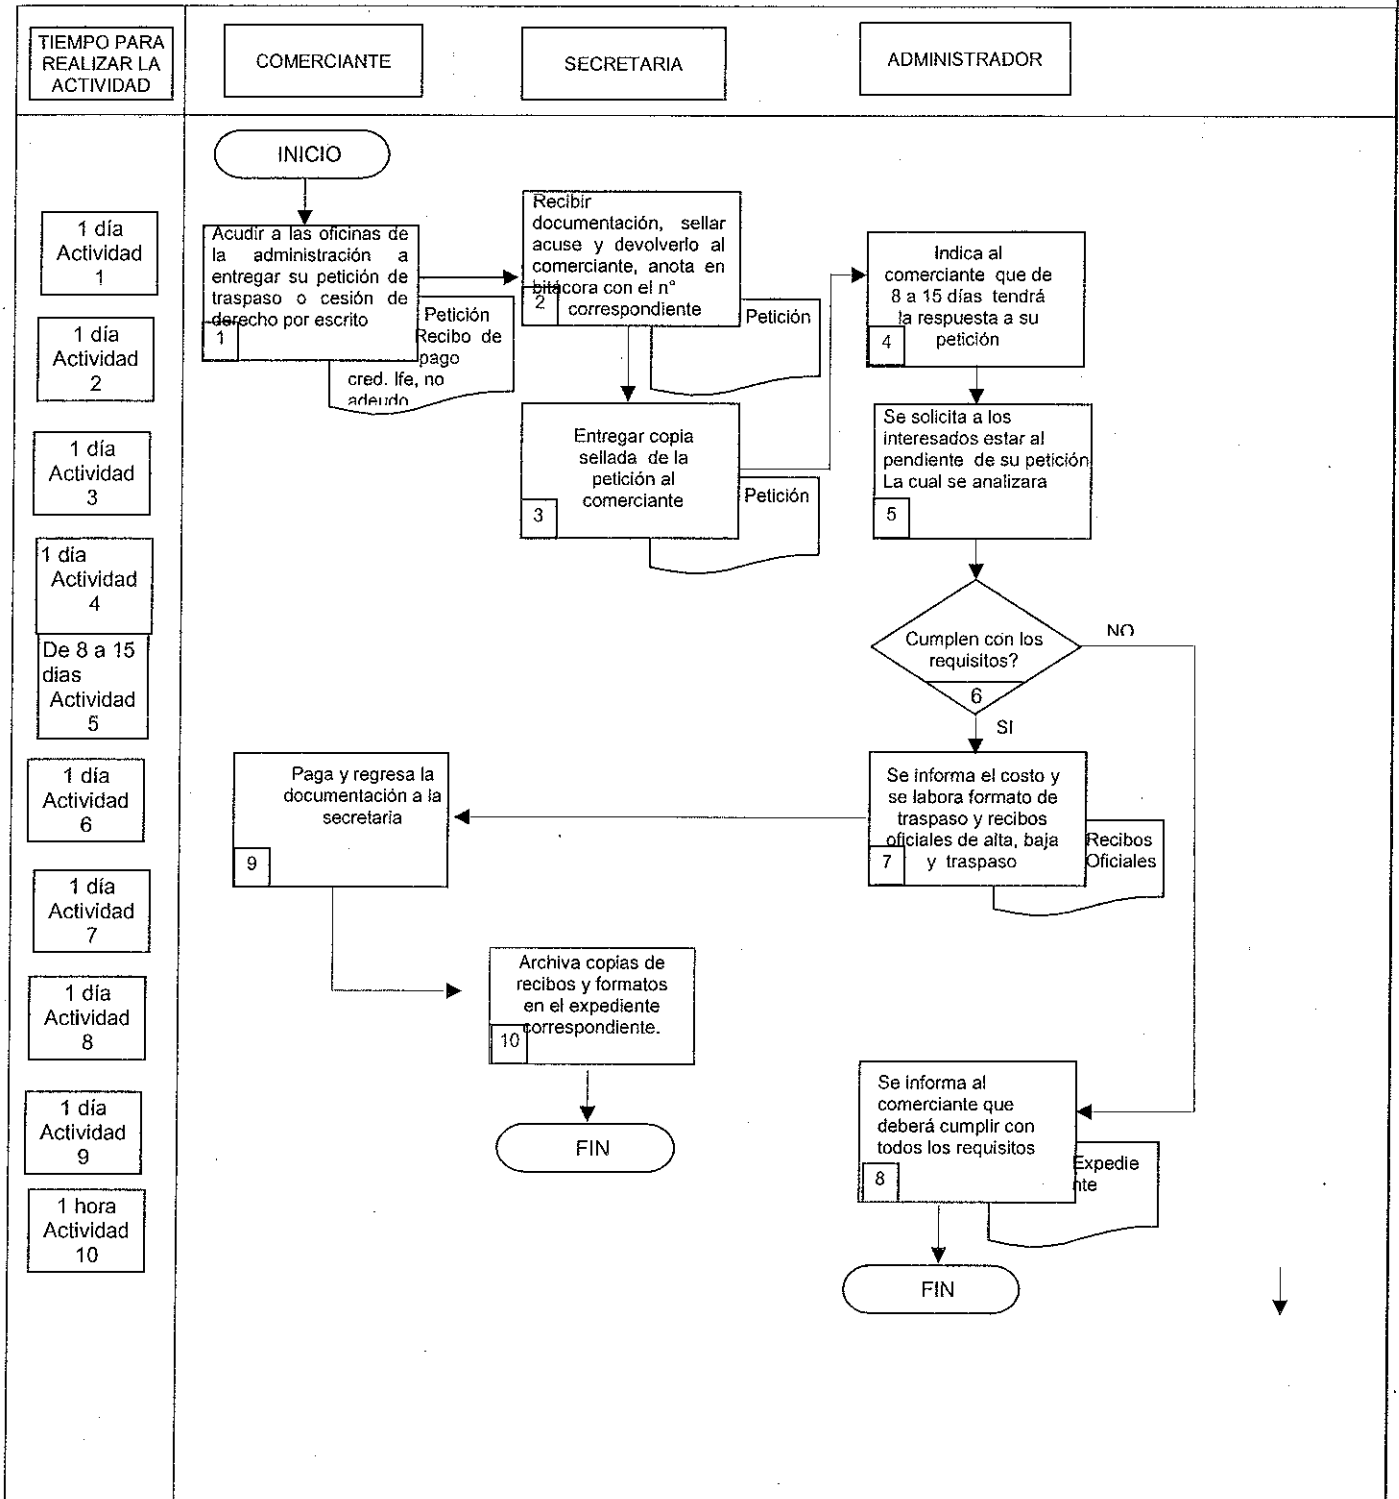 TIEMPO PARA
REALIZAR LA
ACTIVIDAD
COMERCIANTE
SECRETARIA
ADMINISTRADOR
INICIO
1 día
Actividad
1
1 día
Actividad
2
1 día
Actividad
3
1 día
Actividad
4
De 8 a 15
dias
Actividad
5
1 día
Actividad
6
1 día
Actividad
7
1 día
Actividad
8
1 día
Actividad
9
1 hora
Actividad
10
Acudir a las oficinas de
la administración a
entregar su petición de
traspaso o cesión de
derecho por escrito
1
Petición
Recibo de
pago
cred. Ife, no
adeudo
Recibir
documentación, sellar
acuse y devolverlo al
comerciante, anota en
bitácora con el n°
correspondiente
2
Petición
Entregar copia
sellada de la
petición al
comerciante
3
Petición
Indica al
comerciante que de
8 a 15 días tendrá
la respuesta a su
petición
4
Se solicita a los
interesados estar al
pendiente de su petición
La cual se analizara
5
Cumplen con los
requisitos?
6
NO
SI
Se informa el costo y
se labora formato de
traspaso y recibos
oficiales de alta, baja
y traspaso
7
Recibos
Oficiales
Paga y regresa la
documentación a la
secretaria
9
Archiva copias de
recibos y formatos
en el expediente
correspondiente.
10
FIN
Se informa al
comerciante que
deberá cumplir con
todos los requisitos
8
Expedie
nte
FIN